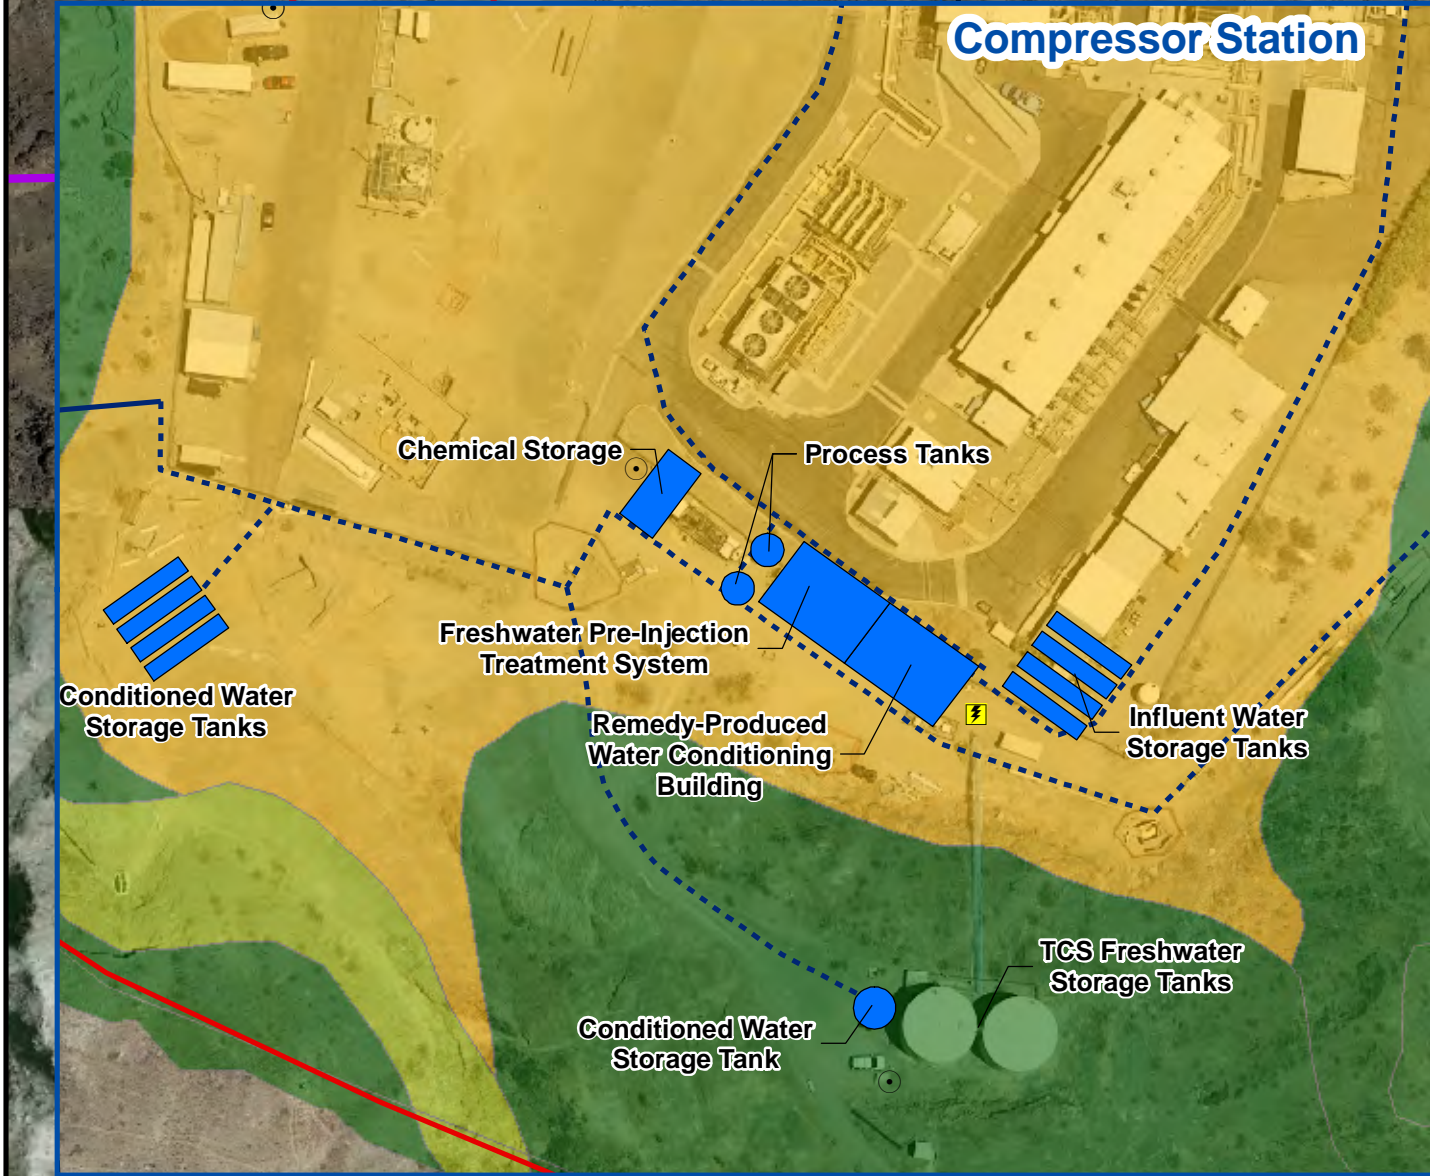 Compressor Station
Chemical Storage
Process Tanks
Freshwater Pre-Injection
Treatment System
Conditioned Water
Storage Tanks
Remedy-Produced
Water Conditioning
Building
Influent Water
Storage Tanks
TCS Freshwater
Storage Tanks
Conditioned Water
Storage Tank